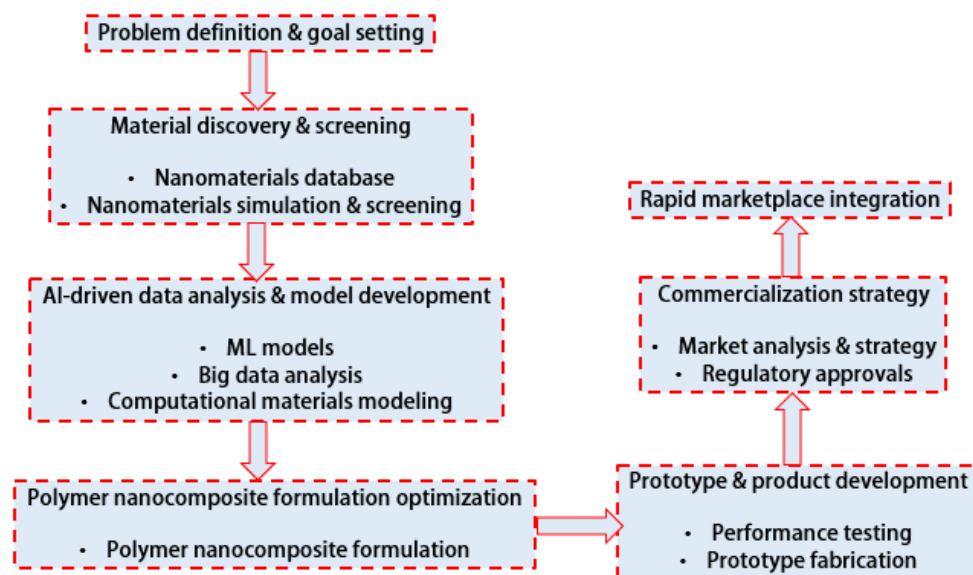 Problem definition & goal setting
Material discovery & screening
• Nanomaterials database
• Nanomaterials simulation & screening
AI-driven data analysis & model development
• ML models
• Big data analysis
• Computational materials modeling
Polymer nanocomposite formulation optimization
• Polymer nanocomposite formulation
Prototype & product development
• Performance testing
• Prototype fabrication
Commercialization strategy
• Market analysis & strategy
• Regulatory approvals
Rapid marketplace integration